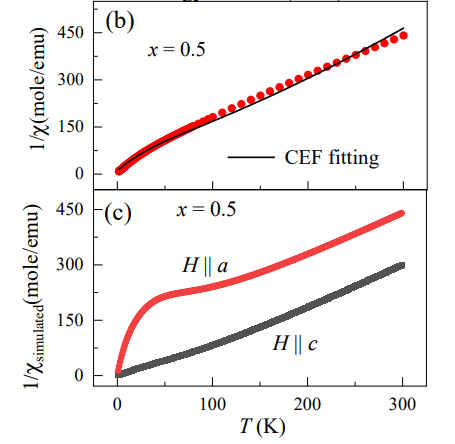 (b)
x = 0.5
1/χ(mole/emu)
450
300
150
0
CEF fitting
(c)
x = 0.5
1/χsimulated(mole/emu)
450
300
150
0
H || a
H || c
0 100 200 300
T (K)